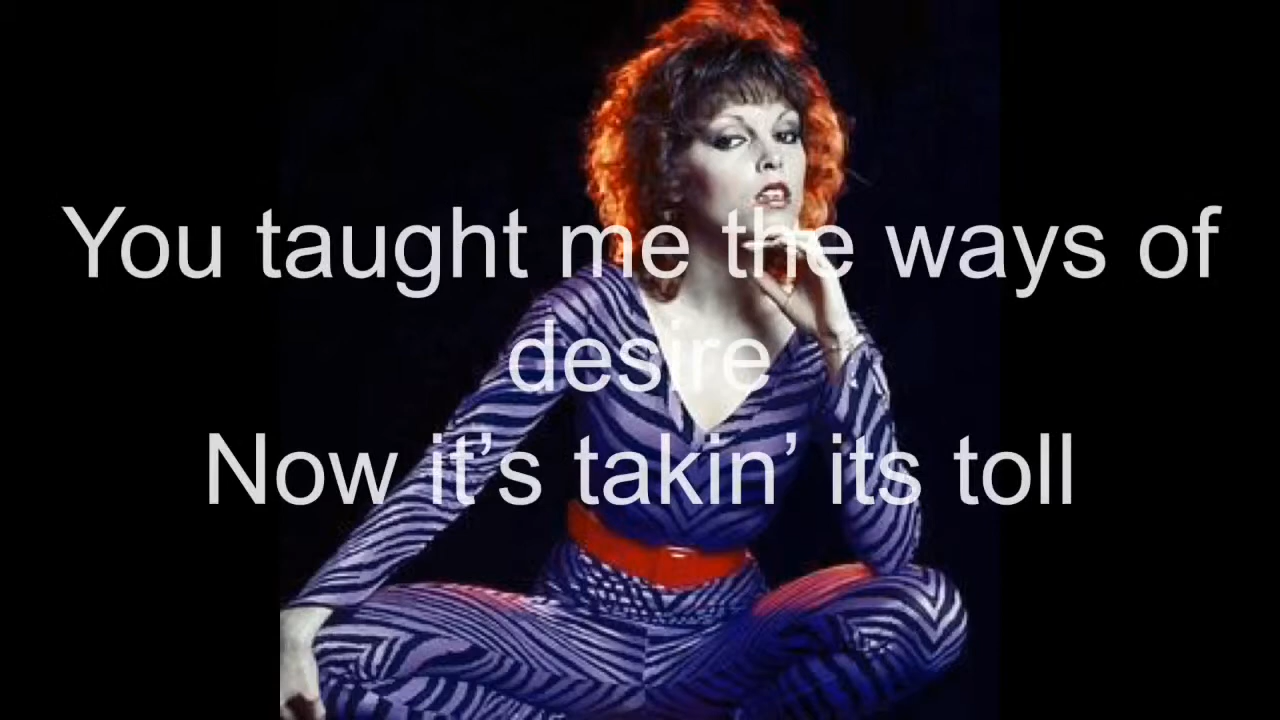 You taught me the ways of
desire
Now it’s takin’ its toll